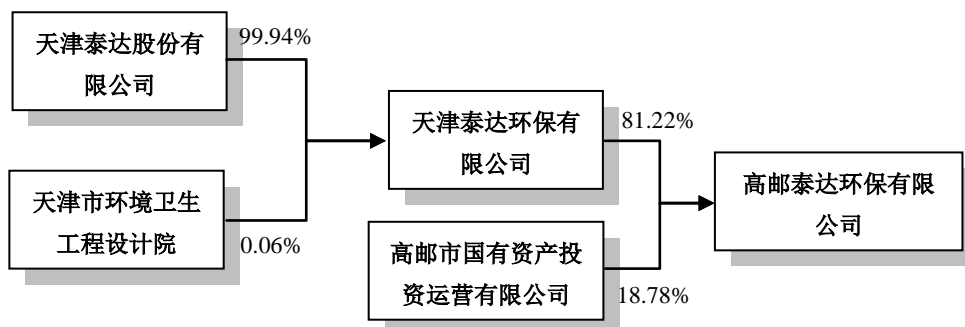 天津泰达股份有
限公司
99.94%
天津市环境卫生
工程设计院
0.06%
天津泰达环保有
限公司
81.22%
高邮市国有资产投
资运营有限公司
18.78%
高邮泰达环保有限
公司